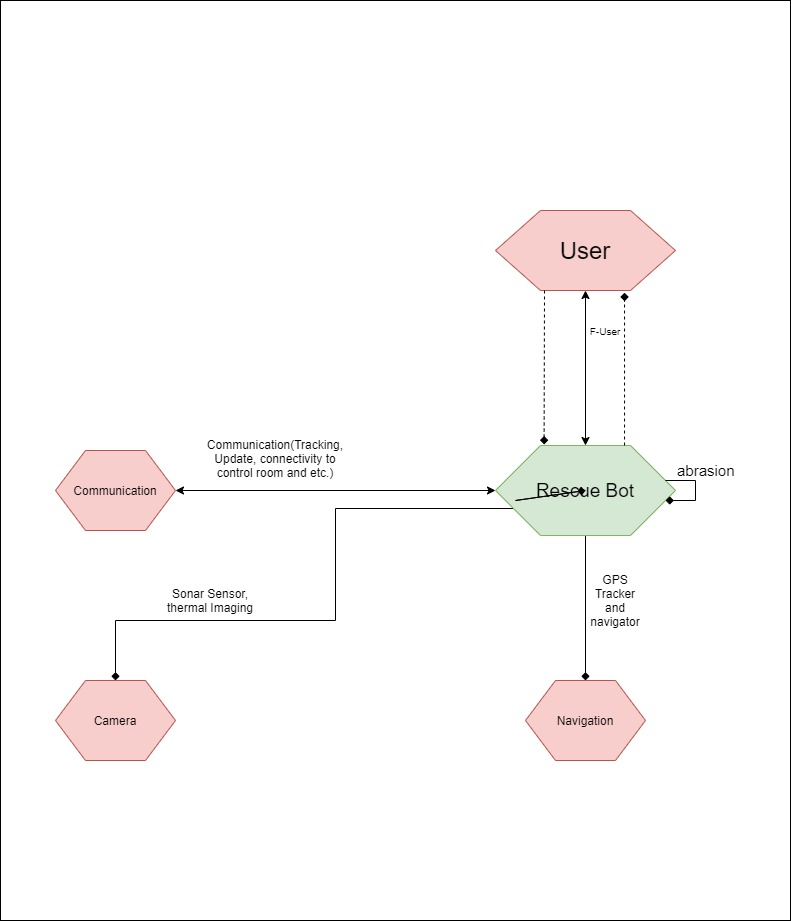 User
F-User
Communication(Tracking,
Update, connectivity to
control room and etc.)
abrasion
Communication
Rescue Bot
Sonar Sensor,
thermal Imaging
GPS
Tracker
and
navigator
Camera
Navigation